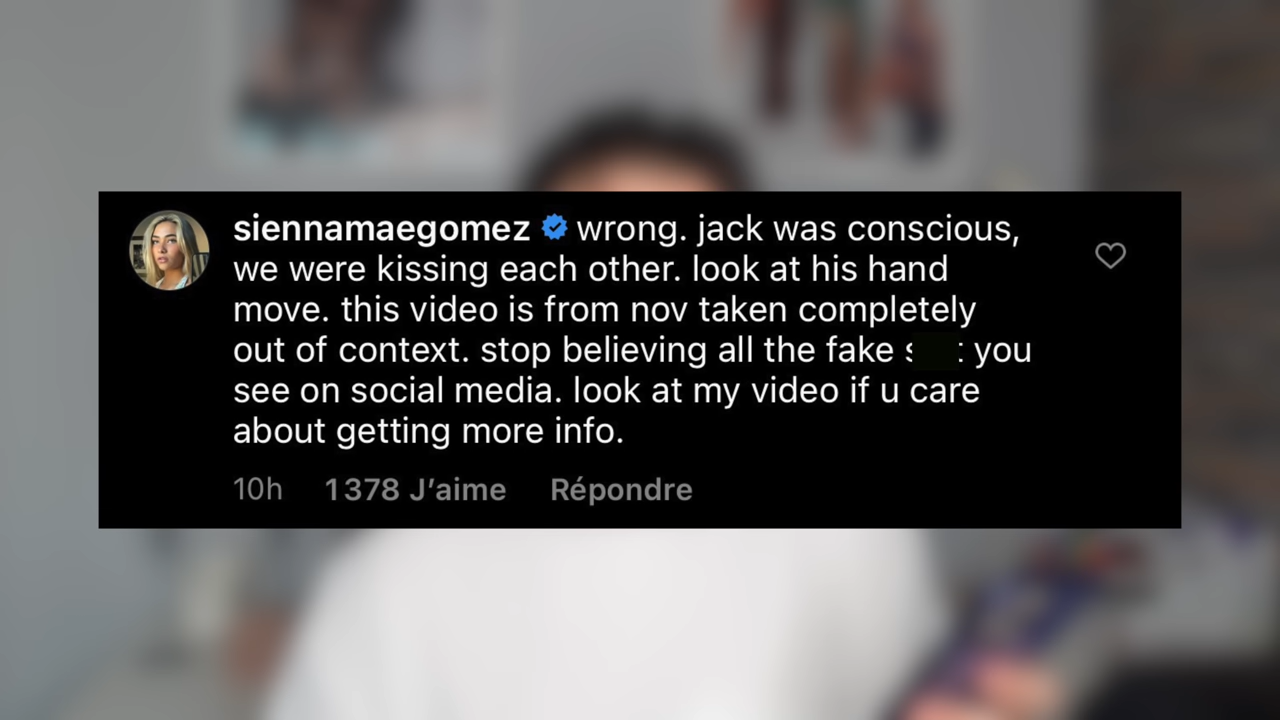 siennamaegomez wrong. jack was conscious,
we were kissing each other. look at his hand
move. this video is from nov taken completely
out of context. stop believing all the fake you
see on social media. look at my video if u care
about getting more info.
10h 1 378 J’aime Répondre